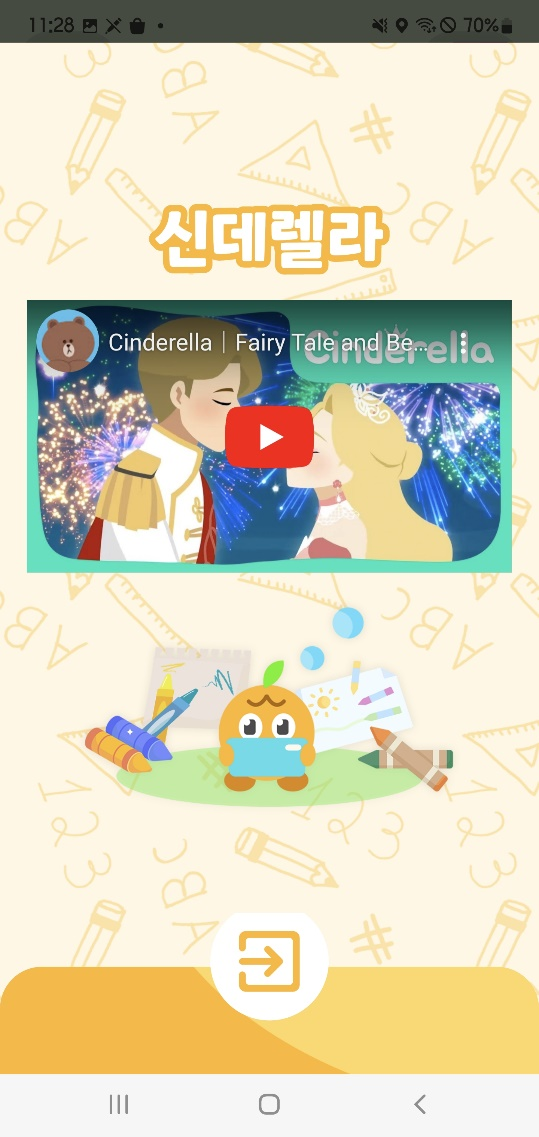 11:28
70%
신데렐라
Cinderella｜Fairy Tale and Be...
Cinderella